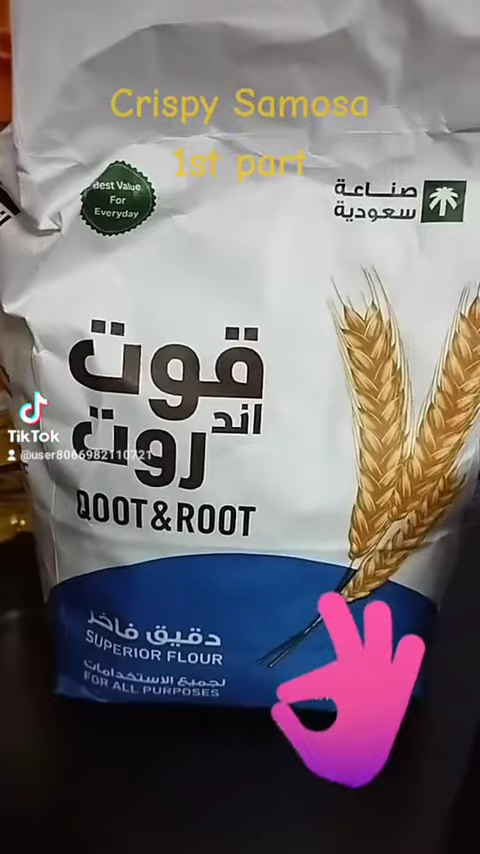 Crispy Samosa
1st part
Best Value
For
Everyday
صناعة
سعودية
قوت
اند
روت
QOOT&ROOT
TikTok
@user8066982110721
دقيق فاخر
SUPERIOR FLOUR
لجميع الاستخدامات
FOR ALL PURPOSES